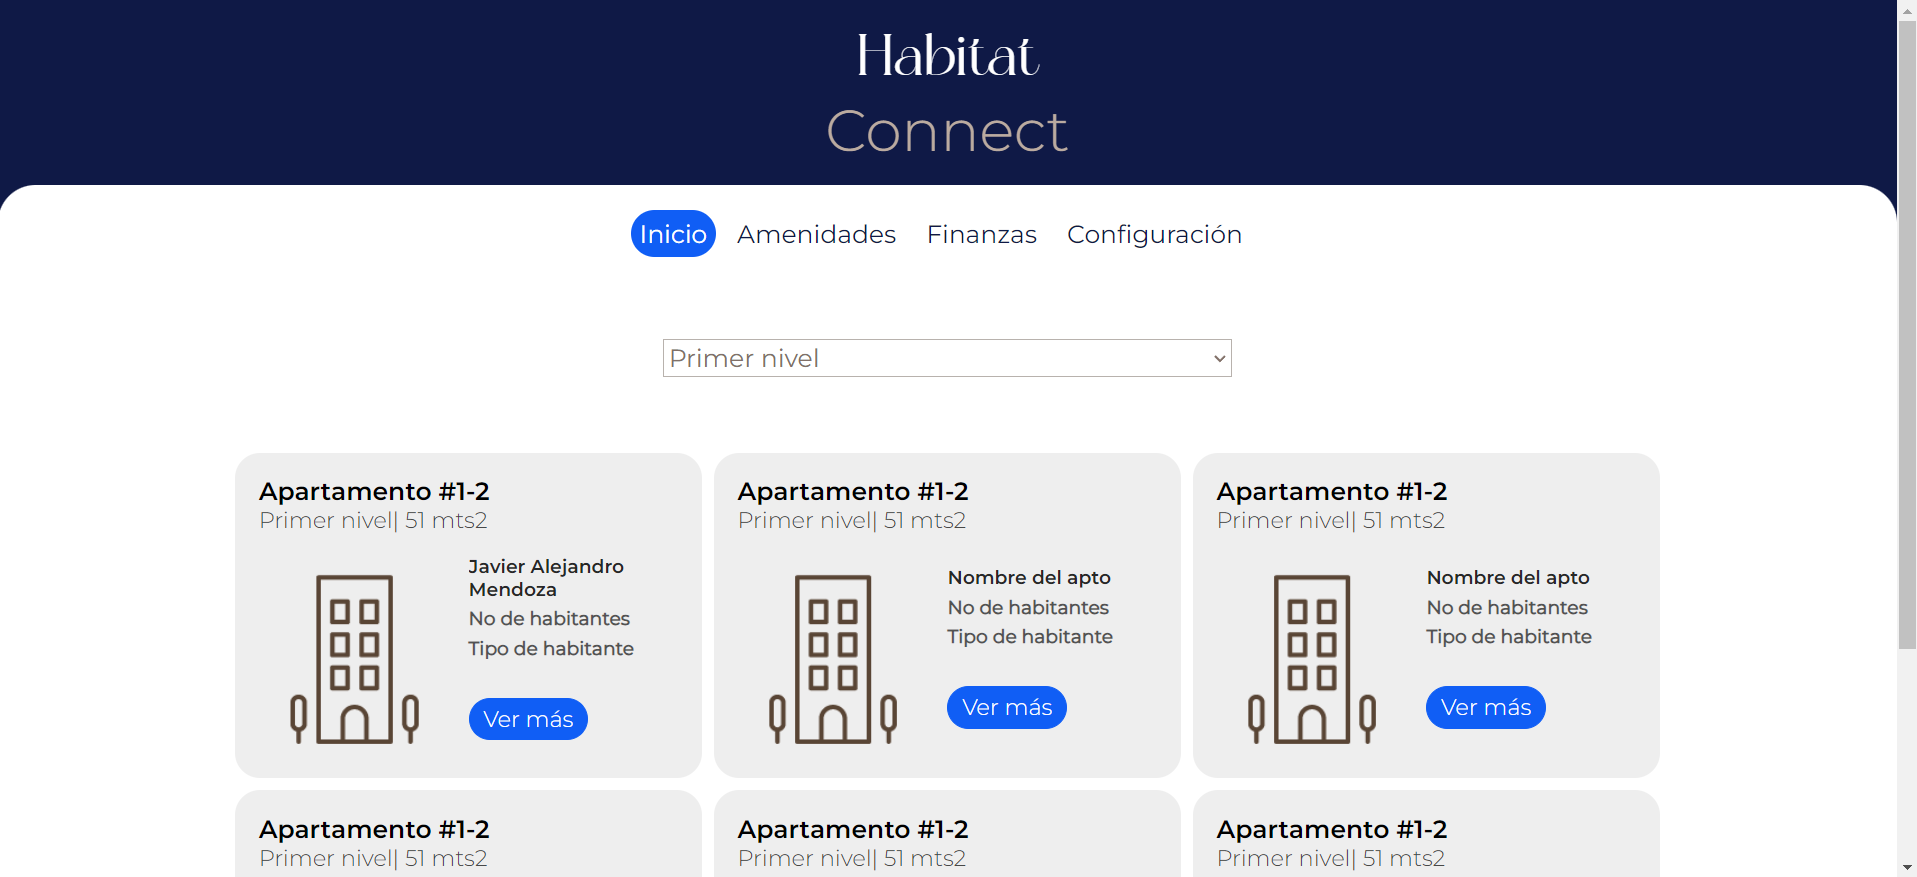 Habitat
Connect
Inicio Amenidades Finanzas Configuración
Primer nivel
Apartamento #1-2
Primer nivel| 51 mts2
Javier Alejandro
Mendoza
No de habitantes
Tipo de habitante
Ver más
Apartamento #1-2
Primer nivel| 51 mts2
Nombre del apto
No de habitantes
Tipo de habitante
Ver más
Apartamento #1-2
Primer nivel| 51 mts2
Nombre del apto
No de habitantes
Tipo de habitante
Ver más
Apartamento #1-2
Primer nivel| 51 mts2
Apartamento #1-2
Primer nivel| 51 mts2
Apartamento #1-2
Primer nivel| 51 mts2